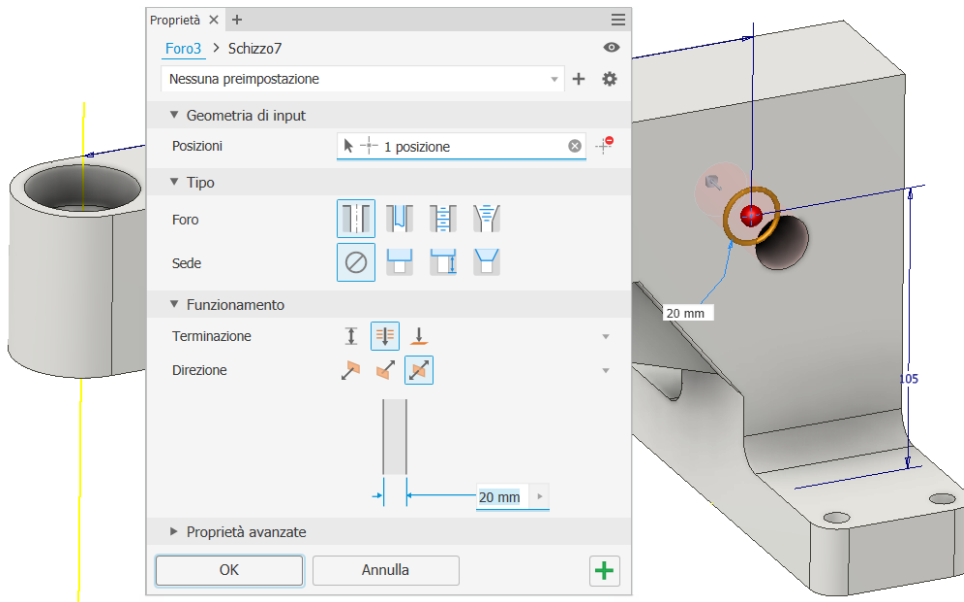 Proprietà
Foro3 > Schizzo7
Nessuna preimpostazione
Geometria di input
Posizioni 1 posizione
Tipo
Foro
Sede
Funzionamento
Terminazione
Direzione
20 mm
Proprietà avanzate
OK Annulla
20 mm
105